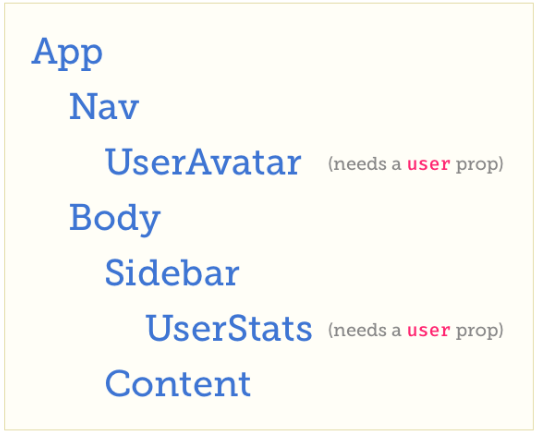 App
Nav
UserAvatar (needs a user prop)
Body
Sidebar
UserStats (needs a user prop)
Content